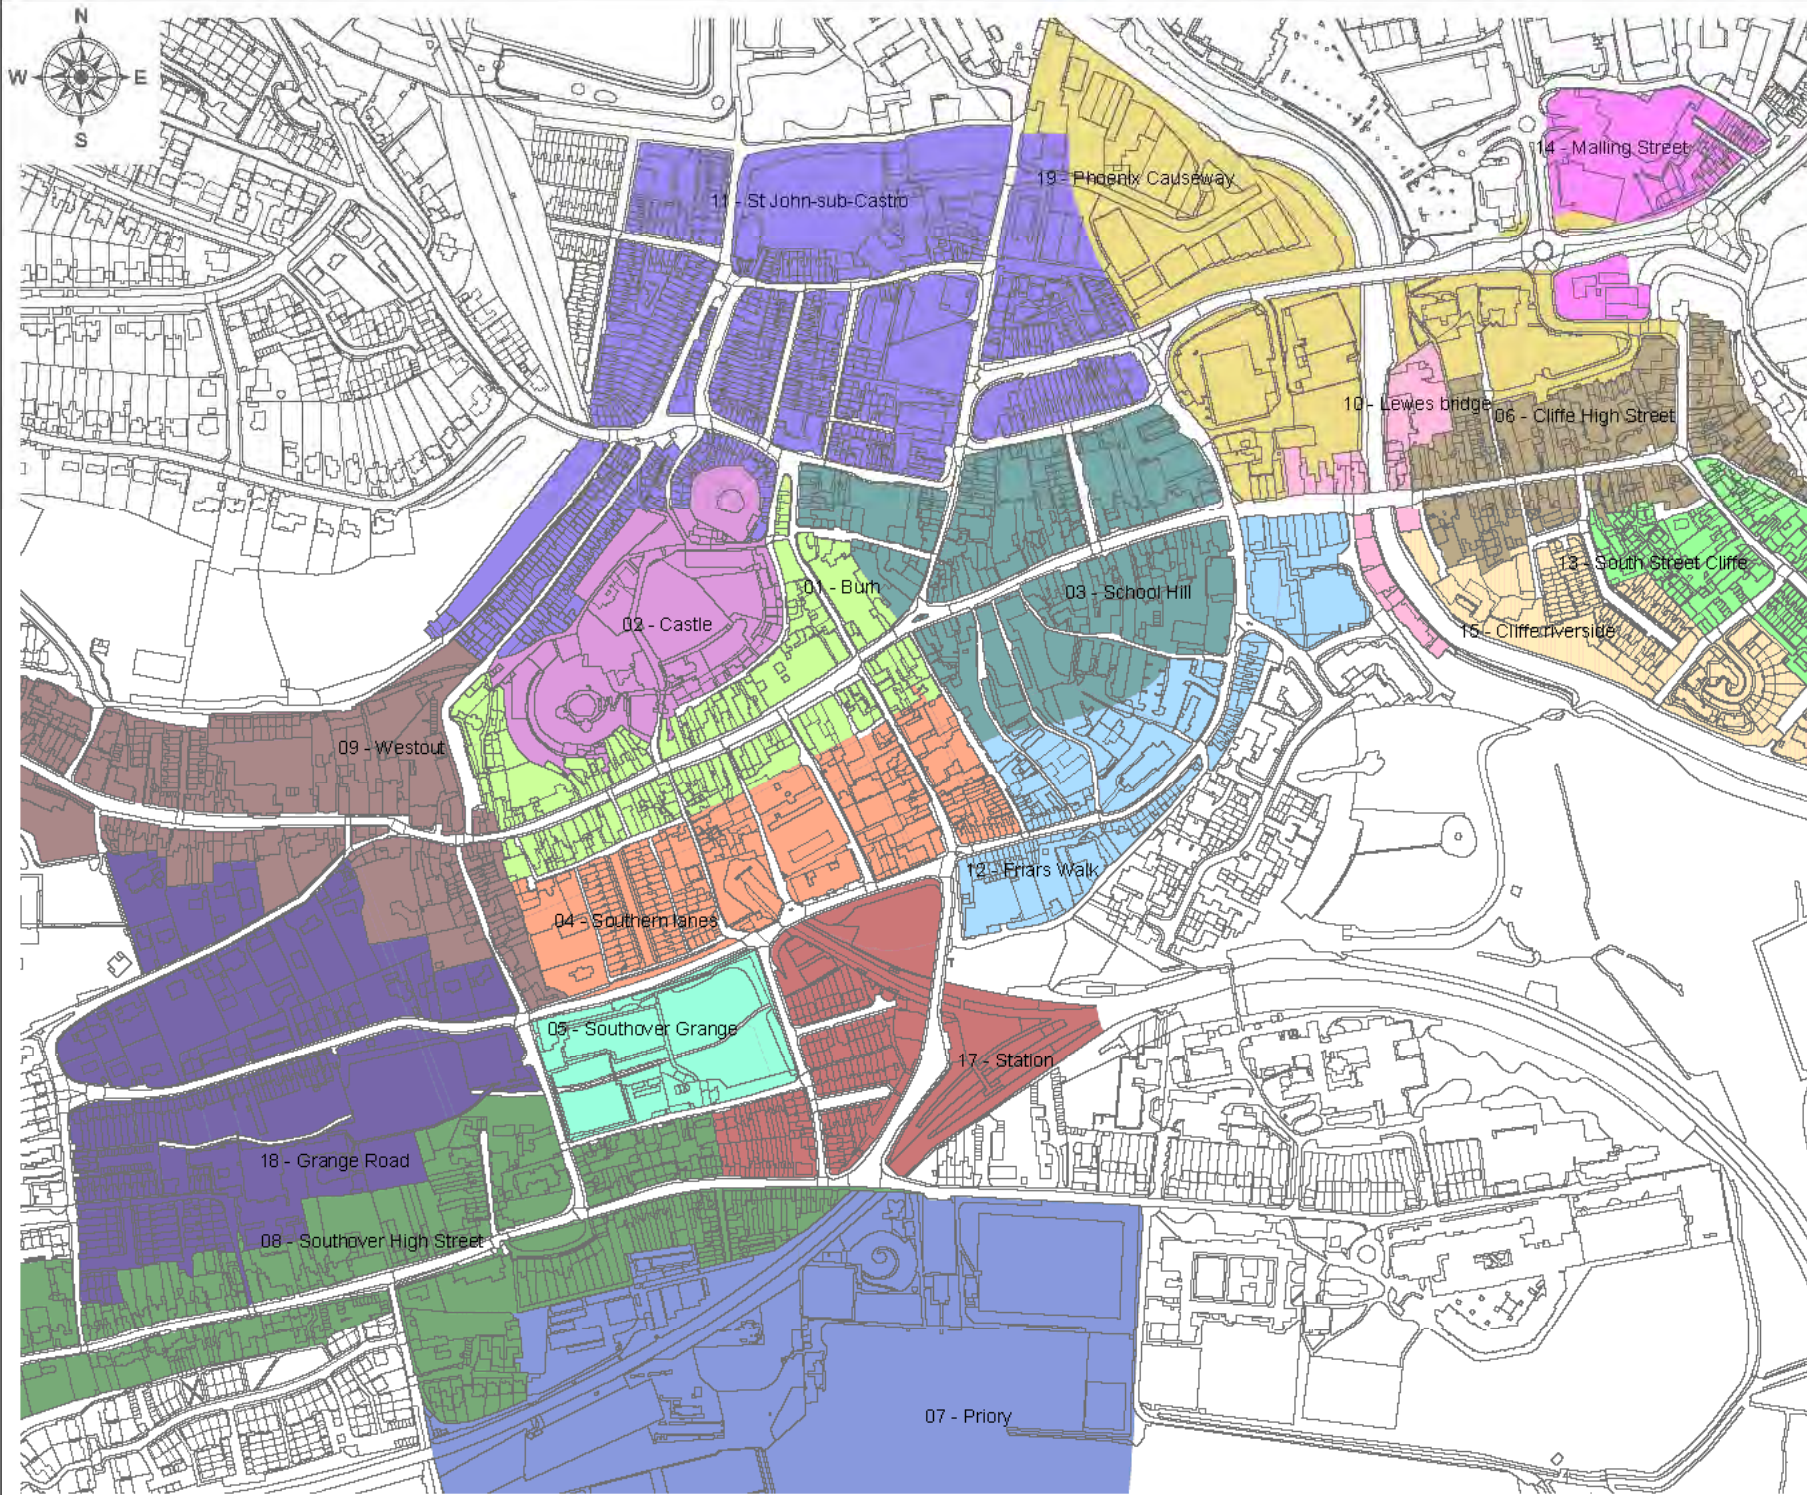 N
W E
S
14 - Malling Street
19 - Phoenix Causeway
11 - St John-sub-Castro
10 - Lewes bridge
06 - Cliffe High Street
13 - South Street Cliffe
01 - Burh
03 - School Hill
02 - Castle
15 - Cliffe riverside
09 - Westout
12 - Friars Walk
04 - Southern lanes
05 - Southover Grange
17 - Station
18 - Grange Road
08 - Southover High Street
07 - Priory